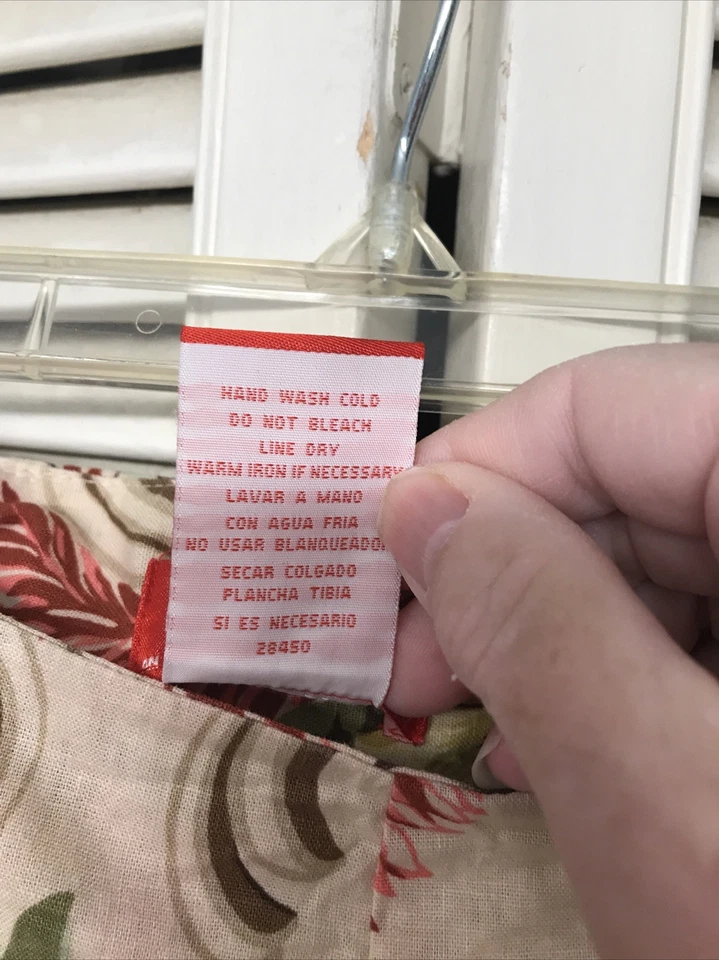 HAND WASH COLD
DO NOT BLEACH
LINE DRY
WARM IRON IF NECESSARY
LAVAR A MANO
CON AGUA FRIA
NO USAR BLANQUEADOR
SECAR COLGADO
PLANCHA TIBIA
SI ES NECESARIO
28450